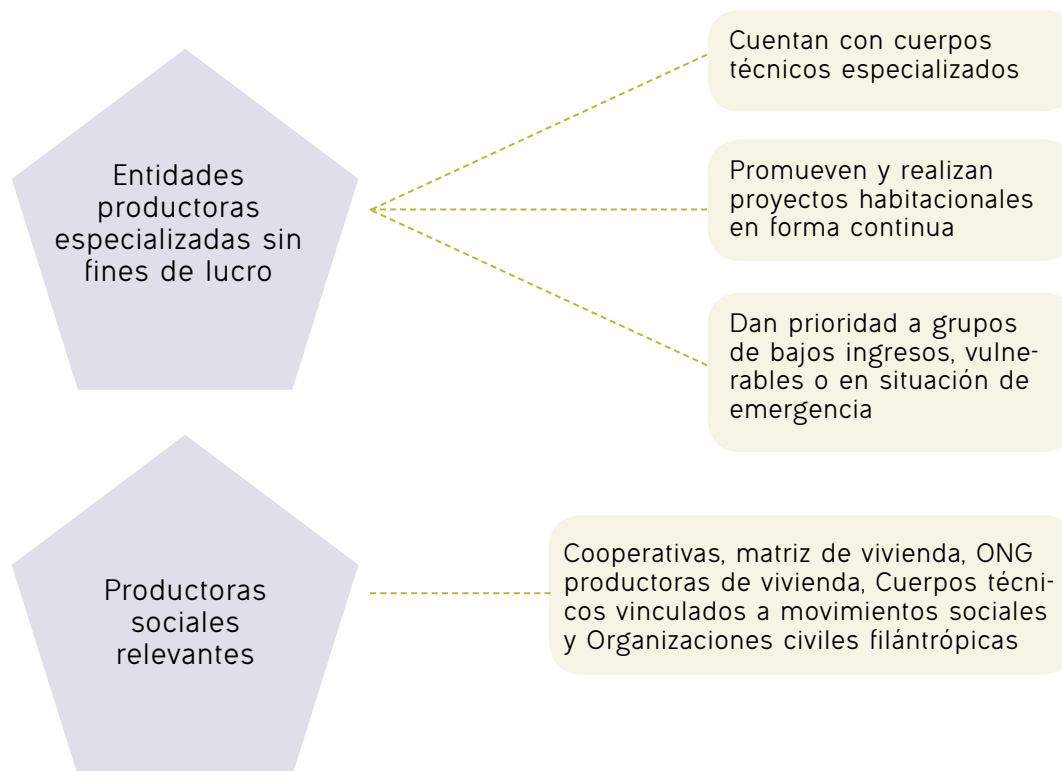 Entidades
productoras
especializadas sin
fines de lucro
Cuentan con cuerpos
técnicos especializados
Promueven y realizan
proyectos habitacionales
en forma continua
Dan prioridad a grupos
de bajos ingresos, vulne-
rables o en situación de
emergencia
Productoras
sociales
relevantes
Cooperativas, matriz de vivienda, ONG
productoras de vivienda, Cuerpos técni-
cos vinculados a movimientos sociales
y Organizaciones civiles filántrópicas